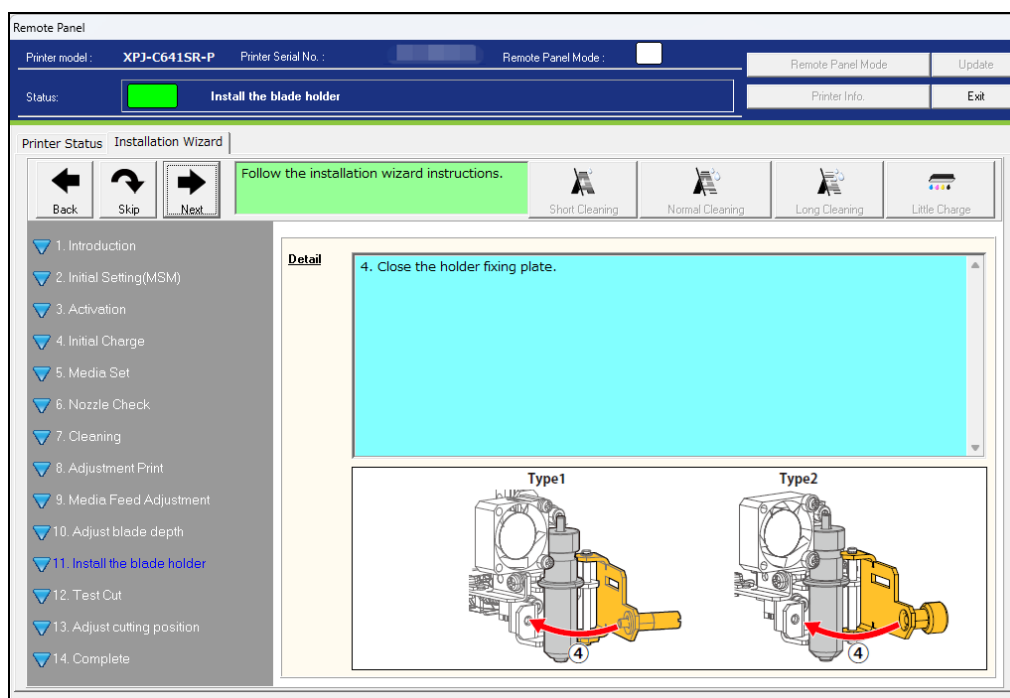 Remote Panel
Printer model : XPJ-C641SR-P Printer Serial No. : Remote Panel Mode :
Remote Panel Mode Update
Status: Install the blade holder
Printer Info. Exit
Printer Status Installation Wizard
Back Skip Next
Follow the installation wizard instructions.
Short Cleaning Normal Cleaning Long Cleaning Little Charge
1. Introduction
2. Initial Setting(MSM)
3. Activation
4. Initial Charge
5. Media Set
6. Nozzle Check
7. Cleaning
8. Adjustment Print
9. Media Feed Adjustment
10. Adjust blade depth
11. Install the blade holder
12. Test Cut
13. Adjust cutting position
14. Complete
Detail
4. Close the holder fixing plate.
Type1 Type2
④ ④